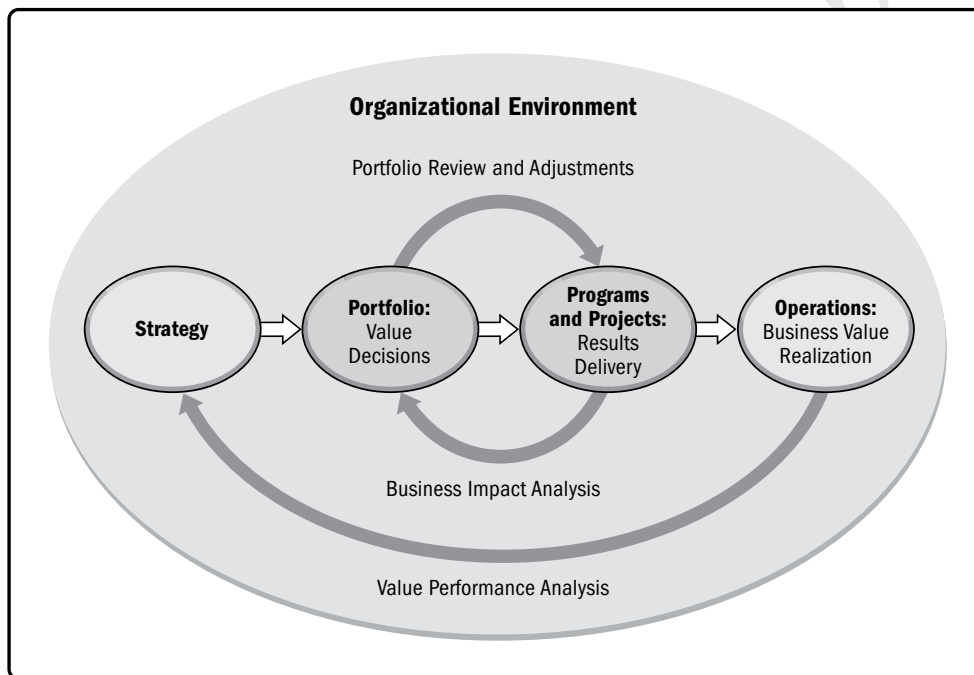 Organizational Environment
Portfolio Review and Adjustments
Strategy
Portfolio:
Value
Decisions
Programs
and Projects:
Results
Delivery
Operations:
Business Value
Realization
Business Impact Analysis
Value Performance Analysis